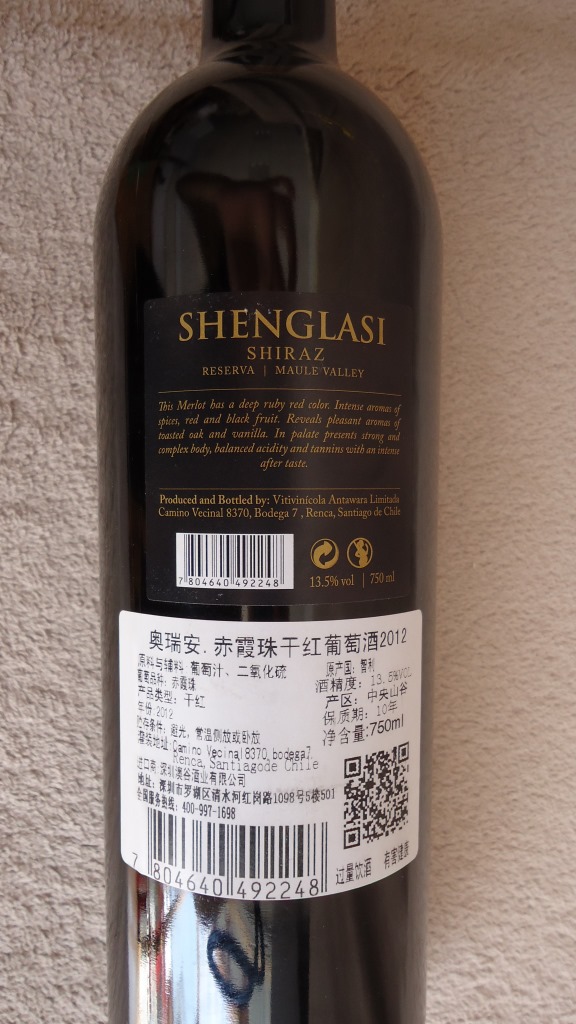 SHENGLASI
SHIRAZ
RESERVA | MAULE VALLEY
This Merlot has a deep ruby red color. Intense aromas of
spices, red and black fruit. Reveals pleasant aromas of
toasted oak and vanilla. In palate presents strong and
complex body, balanced acidity and tannins with an intense
after taste.
Produced and Bottled by: Vitivinícola Antawara Limitada
Camino Vecinal 8370, Bodega 7 , Renca, Santiago de Chile
7 804640 492248
13.5% vol | 750 ml
奥瑞安.赤霞珠干红葡萄酒2012
原料与辅料 葡萄汁、二氧化硫
葡萄品种: 赤霞珠
产品类型: 干红
年份:2012
贮存条件: 避光, 常温侧放或卧放
灌装地址:Camino Vecinal8370,bodega7
Renca,Santiagode Chile
原产国: 智利
酒精度: 13.5%VOL
产区: 中央山谷
保质期: 10年
净含量:750ml
进口商: 深圳澳谷酒业有限公司
地址: 深圳市罗湖区清水河红岗路1098号5楼501
全国服务热线: 400-997-1698
7 804640 492248
过量饮酒 有害健康